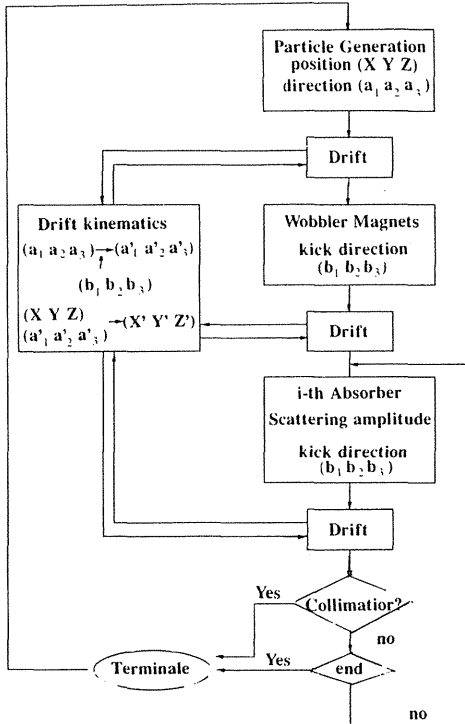 Particle Generation
position (X Y Z)
direction (a₁ a₂ a₃)
Drift
Drift kinematics
(a₁ a₂ a₃)→(a'₁ a'₂ a'₃)
(b₁ b₂ b₃)
(X Y Z)
(a'₁ a'₂ a'₃)→(X' Y' Z')
Wobbler Magnets
kick direction
(b₁ b₂ b₃)
Drift
i-th Absorber
Scattering amplitude
kick direction
(b₁ b₂ b₃)
Drift
Yes
Collimatior?
no
Terminale
Yes
end
no